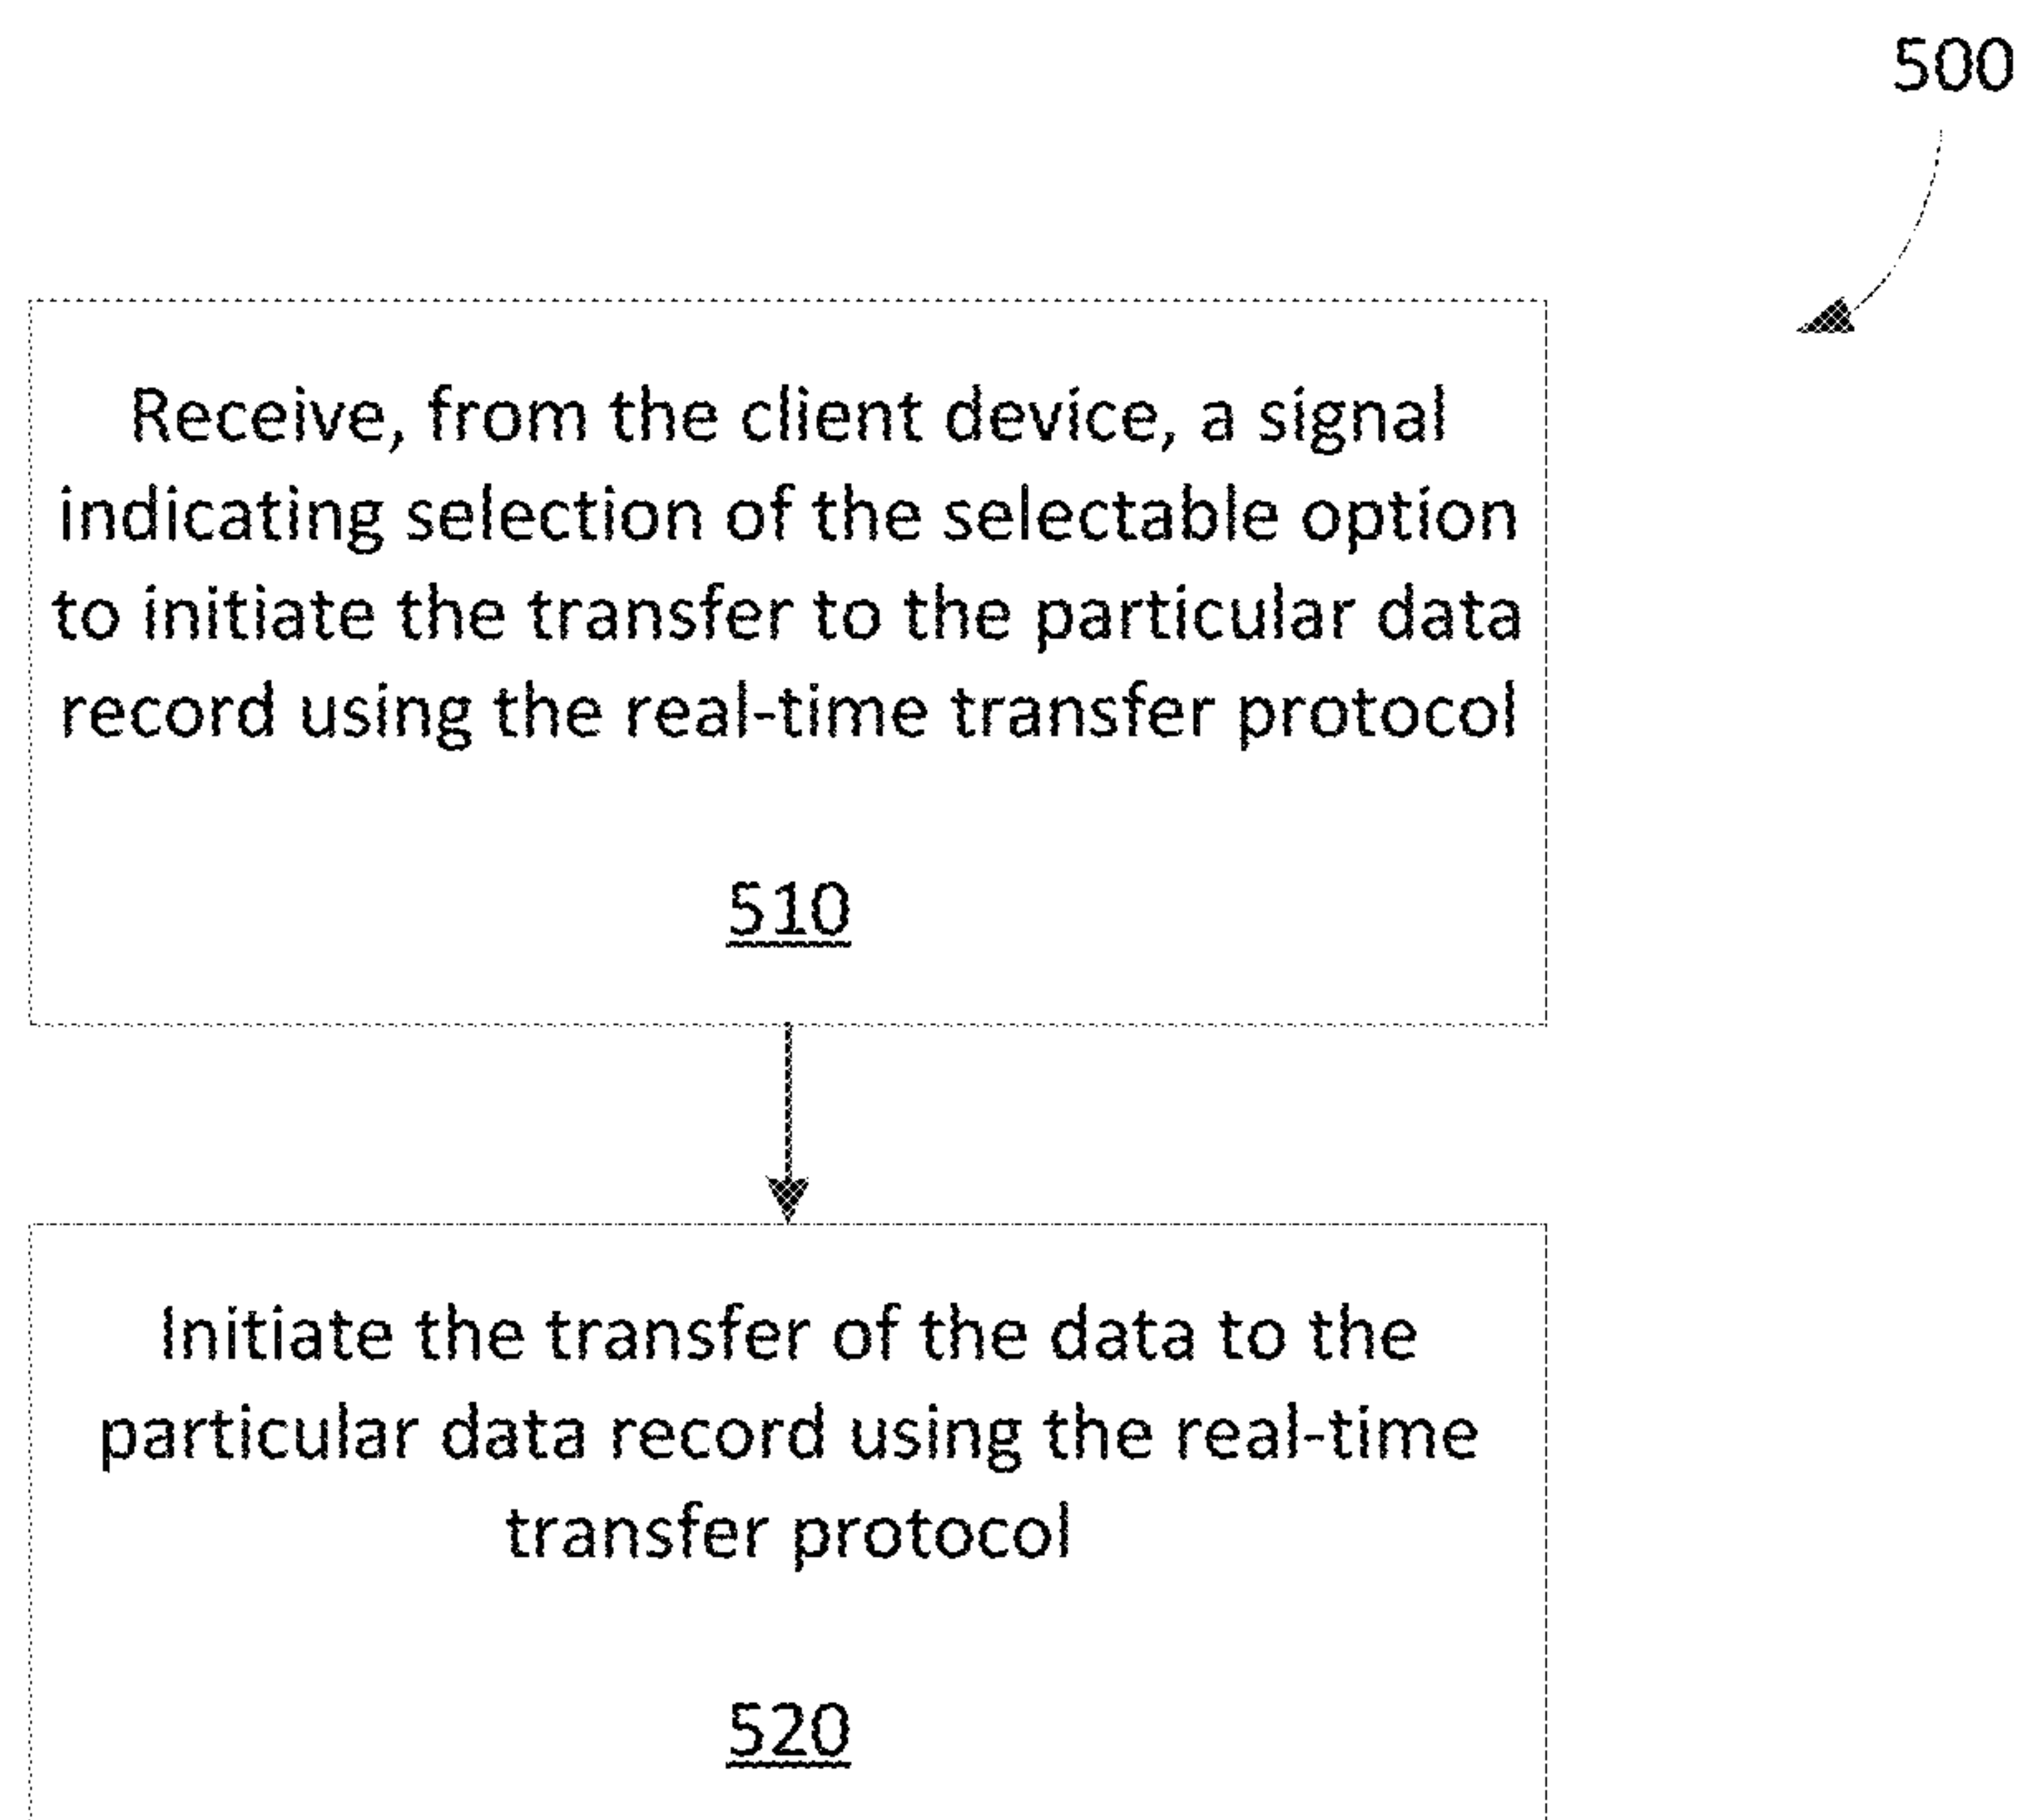 500
Receive, from the client device, a signal
indicating selection of the selectable option
to initiate the transfer to the particular data
record using the real-time transfer protocol
510
Initiate the transfer of the data to the
particular data record using the real-time
transfer protocol
520